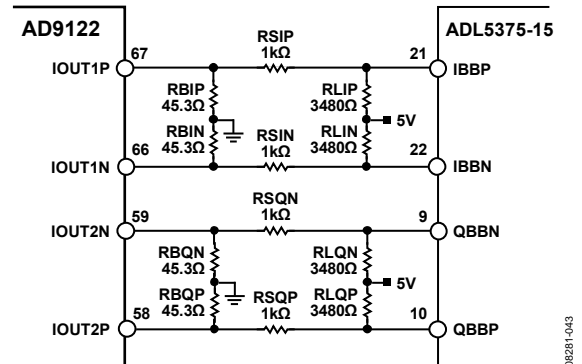 AD9122
ADL5375-15
IOUT1P
67
RSIP
1kΩ
21
IBBP
RBIP
45.3Ω
RLIP
3480Ω
5V
RBIN
45.3Ω
RSIN
1kΩ
RLIN
3480Ω
IOUT1N
66
22
IBBN
IOUT2N
59
RSQN
1kΩ
9
QBBN
RBQN
45.3Ω
RLQN
3480Ω
5V
RBQP
45.3Ω
RSQP
1kΩ
RLQP
3480Ω
IOUT2P
58
10
QBBP
08281-043